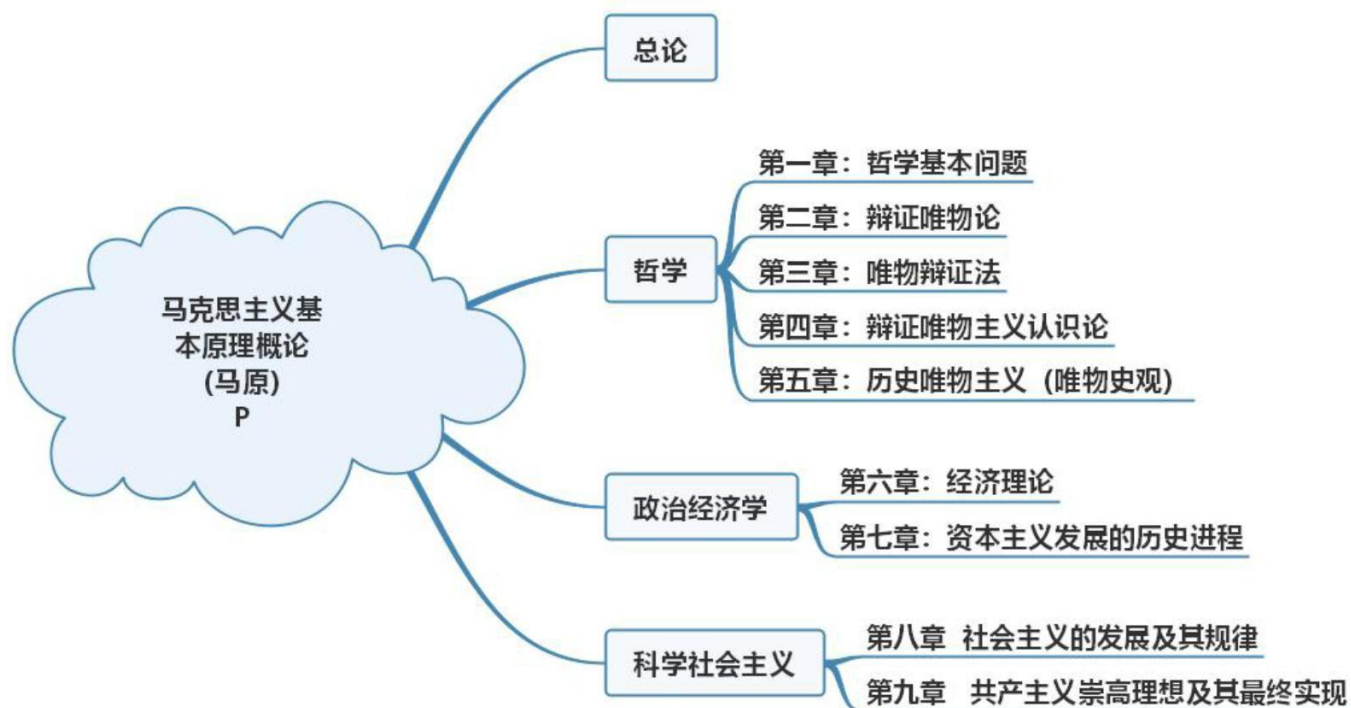 马克思主义基
本原理概论
(马原)
P
总论
哲学
第一章：哲学基本问题
第二章：辩证唯物论
第三章：唯物辩证法
第四章：辩证唯物主义认识论
第五章：历史唯物主义（唯物史观）
政治经济学
第六章：经济理论
第七章：资本主义发展的历史进程
科学社会主义
第八章 社会主义的发展及其规律
第九章 共产主义崇高理想及其最终实现